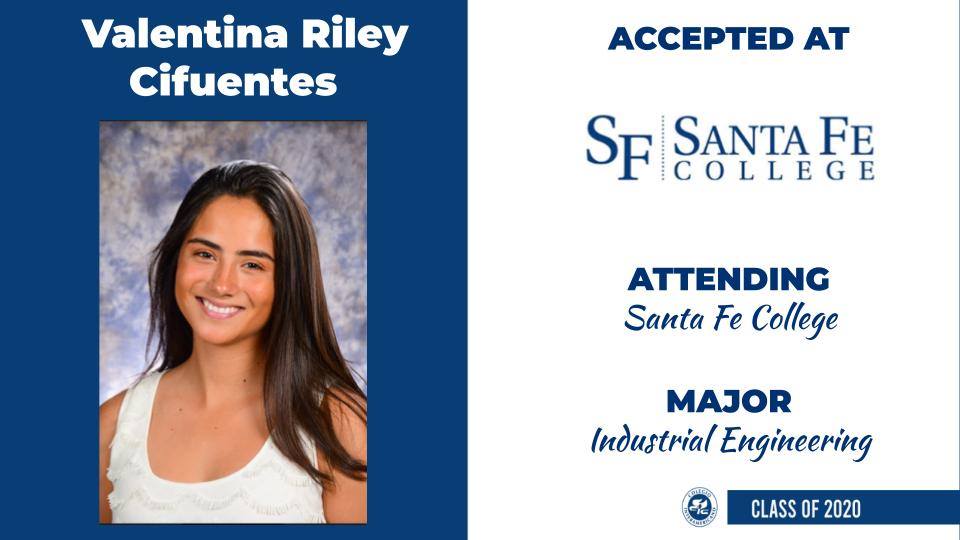 Valentina Riley
Cifuentes
ACCEPTED AT
SF SANTA FE
COLLEGE
ATTENDING
Santa Fe College
MAJOR
Industrial Engineering
CLASS OF 2020